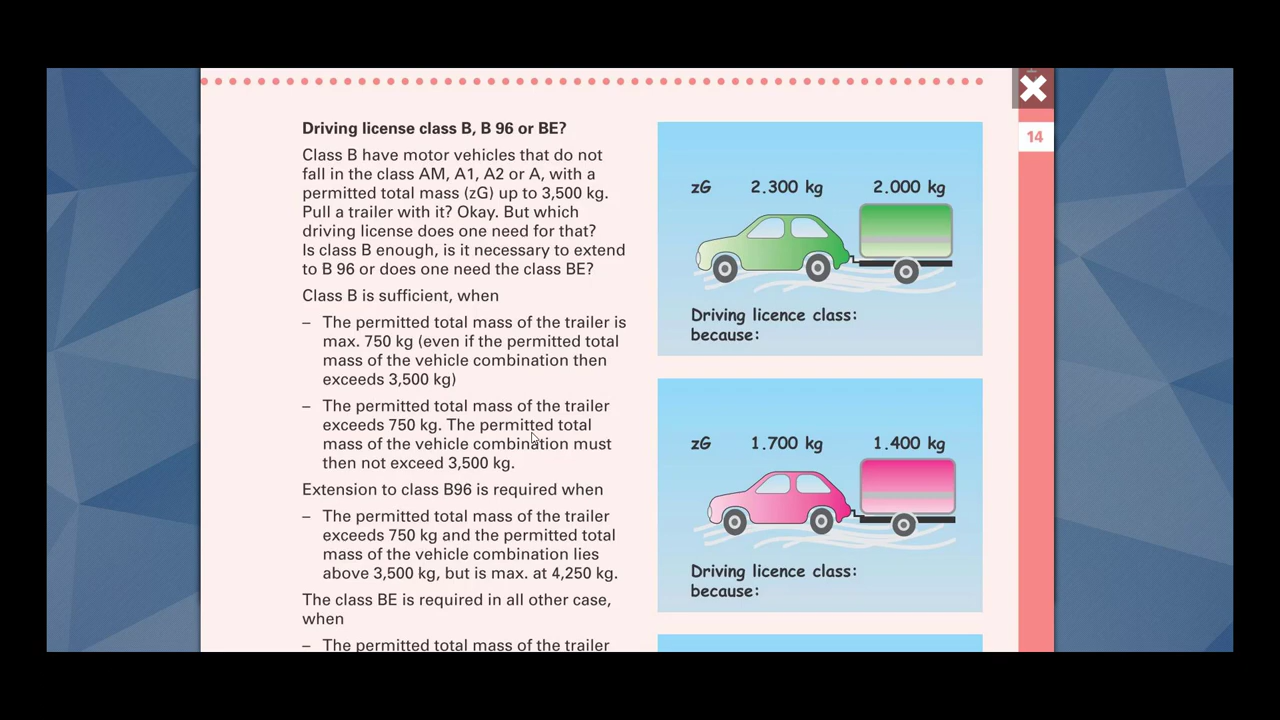 Driving license class B, B 96 or BE?
Class B have motor vehicles that do not
fall in the class AM, A1, A2 or A, with a
permitted total mass (zG) up to 3,500 kg.
Pull a trailer with it? Okay. But which
driving license does one need for that?
Is class B enough, is it necessary to extend
to B 96 or does one need the class BE?
Class B is sufficient, when
– The permitted total mass of the trailer is
max. 750 kg (even if the permitted total
mass of the vehicle combination then
exceeds 3,500 kg)
– The permitted total mass of the trailer
exceeds 750 kg. The permitted total
mass of the vehicle combination must
then not exceed 3,500 kg.
Extension to class B96 is required when
– The permitted total mass of the trailer
exceeds 750 kg and the permitted total
mass of the vehicle combination lies
above 3,500 kg, but is max. at 4,250 kg.
The class BE is required in all other case,
when
– The permitted total mass of the trailer
zG 2.300 kg 2.000 kg
Driving licence class:
because:
zG 1.700 kg 1.400 kg
Driving licence class:
because:
14